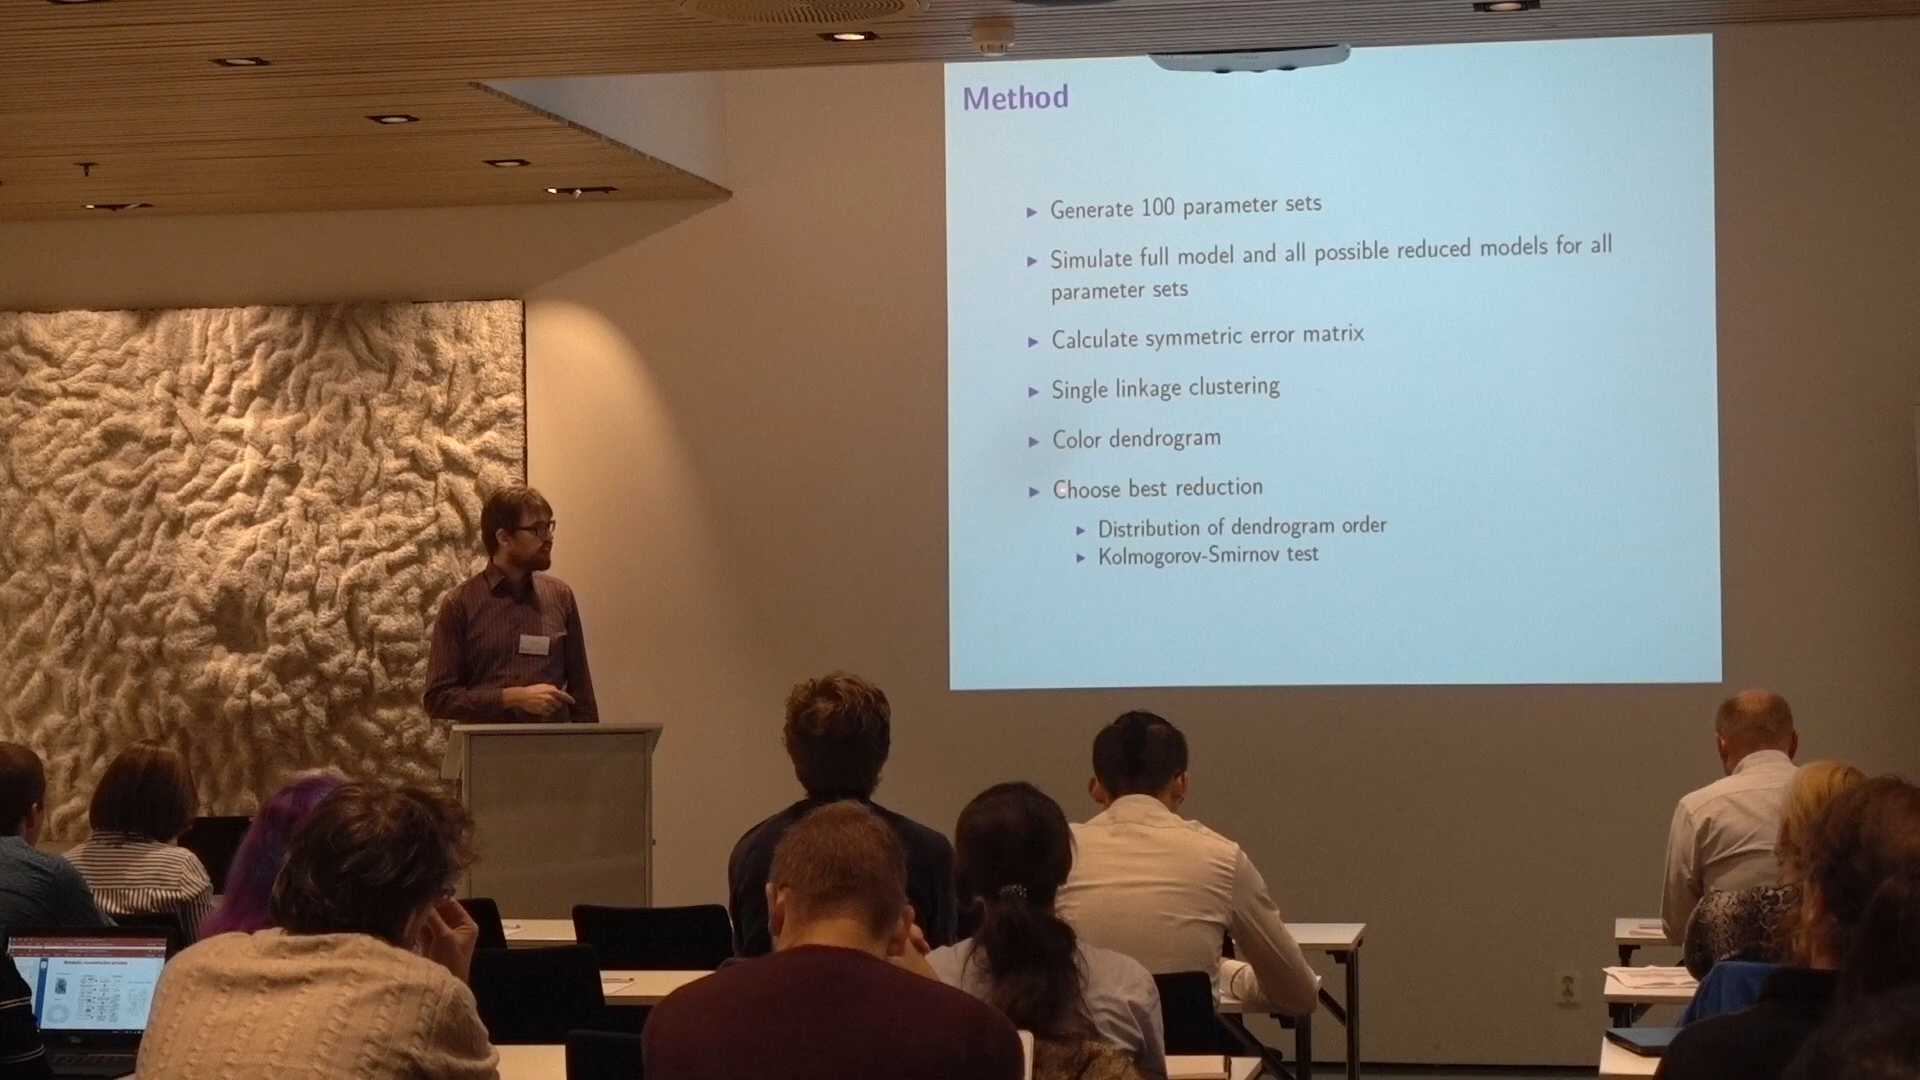 Method
▶ Generate 100 parameter sets
▶ Simulate full model and all possible reduced models for all
parameter sets
▶ Calculate symmetric error matrix
▶ Single linkage clustering
▶ Color dendrogram
▶ Choose best reduction
▶ Distribution of dendrogram order
▶ Kolmogorov-Smirnov test